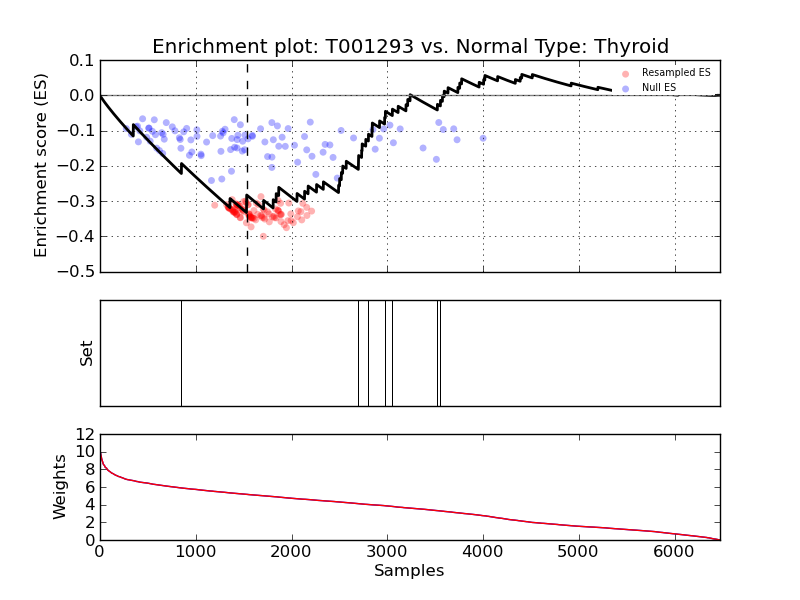 Enrichment plot: T001293 vs. Normal Type: Thyroid
0.1
0.0
−0.1
−0.2
−0.3
−0.4
−0.5
Enrichment score (ES)
Resampled ES
Null ES
Set
12
10
8
6
4
2
0
Weights
0 1000 2000 3000 4000 5000 6000
Samples